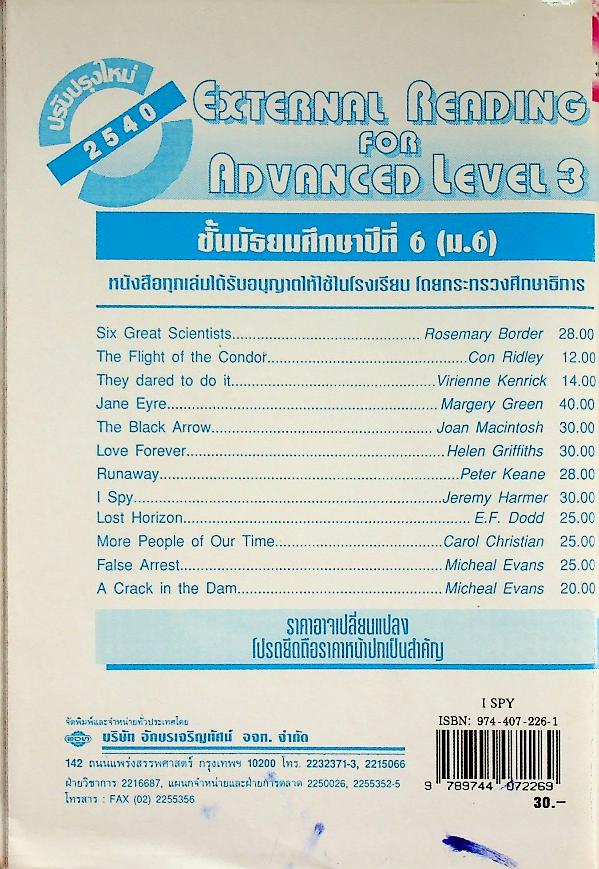 ปรับปรุงใหม่
2540
EXTERNAL READING
FOR
ADVANCED LEVEL 3
ชั้นมัธยมศึกษาปีที่ 6 (ม.6)
หนังสือทุกเล่มได้รับอนุญาตให้ใช้ในโรงเรียน โดยกระทรวงศึกษาธิการ
Six Great Scientists............................................. Rosemary Border 28.00
The Flight of the Condor................................................Con Ridley 12.00
They dared to do it.................................................Virienne Kenrick 14.00
Jane Eyre................................................................. Margery Green 40.00
The Black Arrow..................................................... Joan Macintosh 30.00
Love Forever..............................................................Helen Griffiths 30.00
Runaway.......................................................................Peter Keane 28.00
I Spy.........................................................................Jeremy Harmer 30.00
Lost Horizon.................................................................... E.F. Dodd 25.00
More People of Our Time........................................Carol Christian 25.00
False Arrest...............................................................Micheal Evans 25.00
A Crack in the Dam..................................................Micheal Evans 20.00
ราคาอาจเปลี่ยนแปลง
โปรดยึดถือราคาหน้าปกเป็นสำคัญ
I SPY
ISBN: 974-407-226-1
จัดพิมพ์และจำหน่ายทั่วประเทศโดย
บริษัท อักษรเจริญทัศน์ อจท. จำกัด
142 ถนนแพร่งสรรพศาสตร์ กรุงเทพฯ 10200 โทร. 2232371-3, 2215066
ฝ่ายวิชาการ 2216687, แผนกจำหน่ายและฝ่ายการตลาด 2250026, 2255352-5
โทรสาร : FAX (02) 2255356
9 789744 072269
30.-